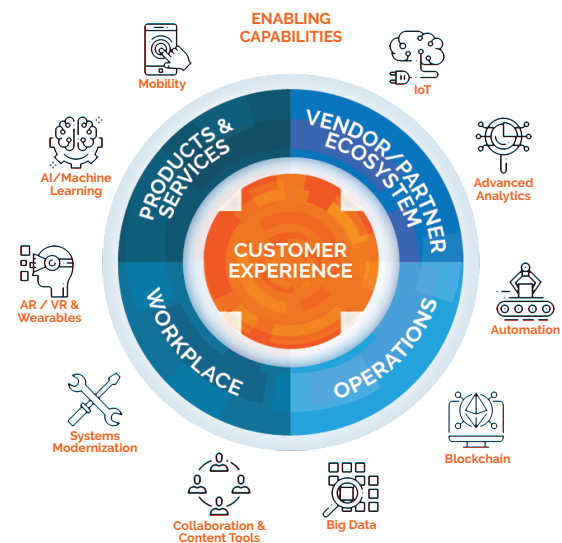 ENABLING
CAPABILITIES
Mobility
IoT
AI/Machine
Learning
Advanced
Analytics
PRODUCTS &
SERVICES
VENDOR/PARTNER
ECOSYSTEM
CUSTOMER
EXPERIENCE
AR / VR &
Wearables
Automation
WORKPLACE
OPERATIONS
Systems
Modernization
Blockchain
Collaboration &
Content Tools
Big Data